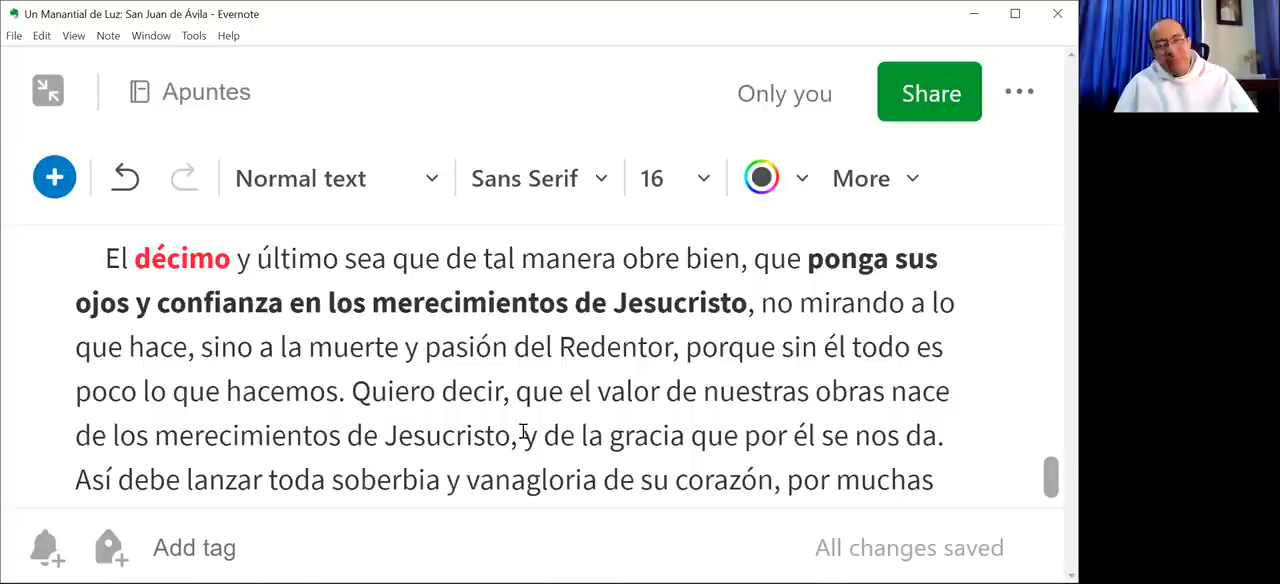 Un Manantial de Luz: San Juan de Ávila - Evernote
File Edit View Note Window Tools Help
Apuntes
Only you
Share
Normal text
Sans Serif
16
More
El décimo y último sea que de tal manera obre bien, que ponga sus
ojos y confianza en los merecimientos de Jesucristo, no mirando a lo
que hace, sino a la muerte y pasión del Redentor, porque sin él todo es
poco lo que hacemos. Quiero decir, que el valor de nuestras obras nace
de los merecimientos de Jesucristo, y de la gracia que por él se nos da.
Así debe lanzar toda soberbia y vanagloria de su corazón, por muchas
Add tag
All changes saved